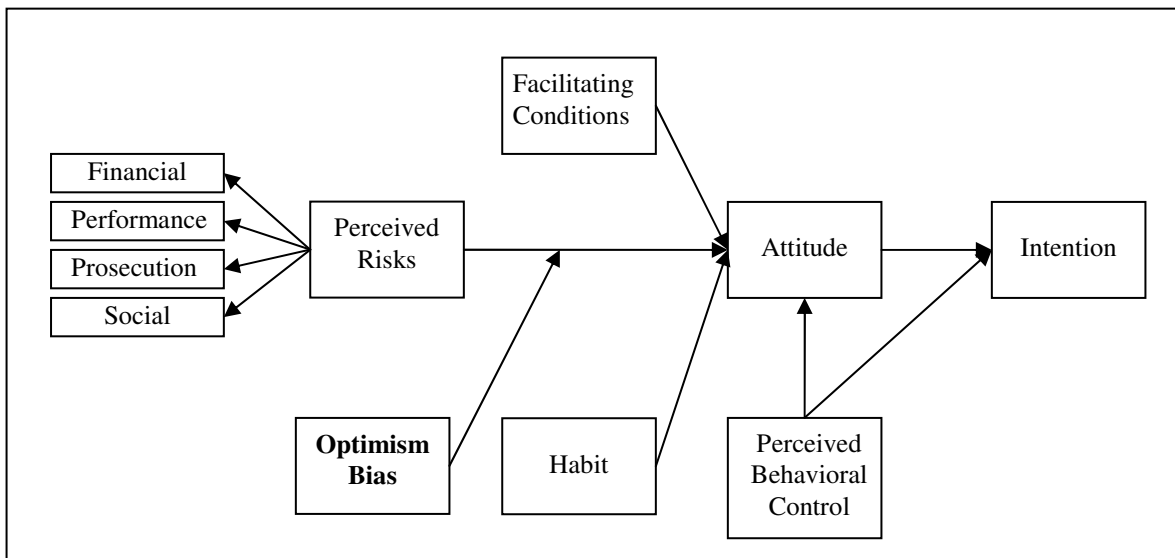 Facilitating
Conditions
Financial
Performance
Prosecution
Social
Perceived
Risks
Attitude
Intention
Optimism
Bias
Habit
Perceived
Behavioral
Control